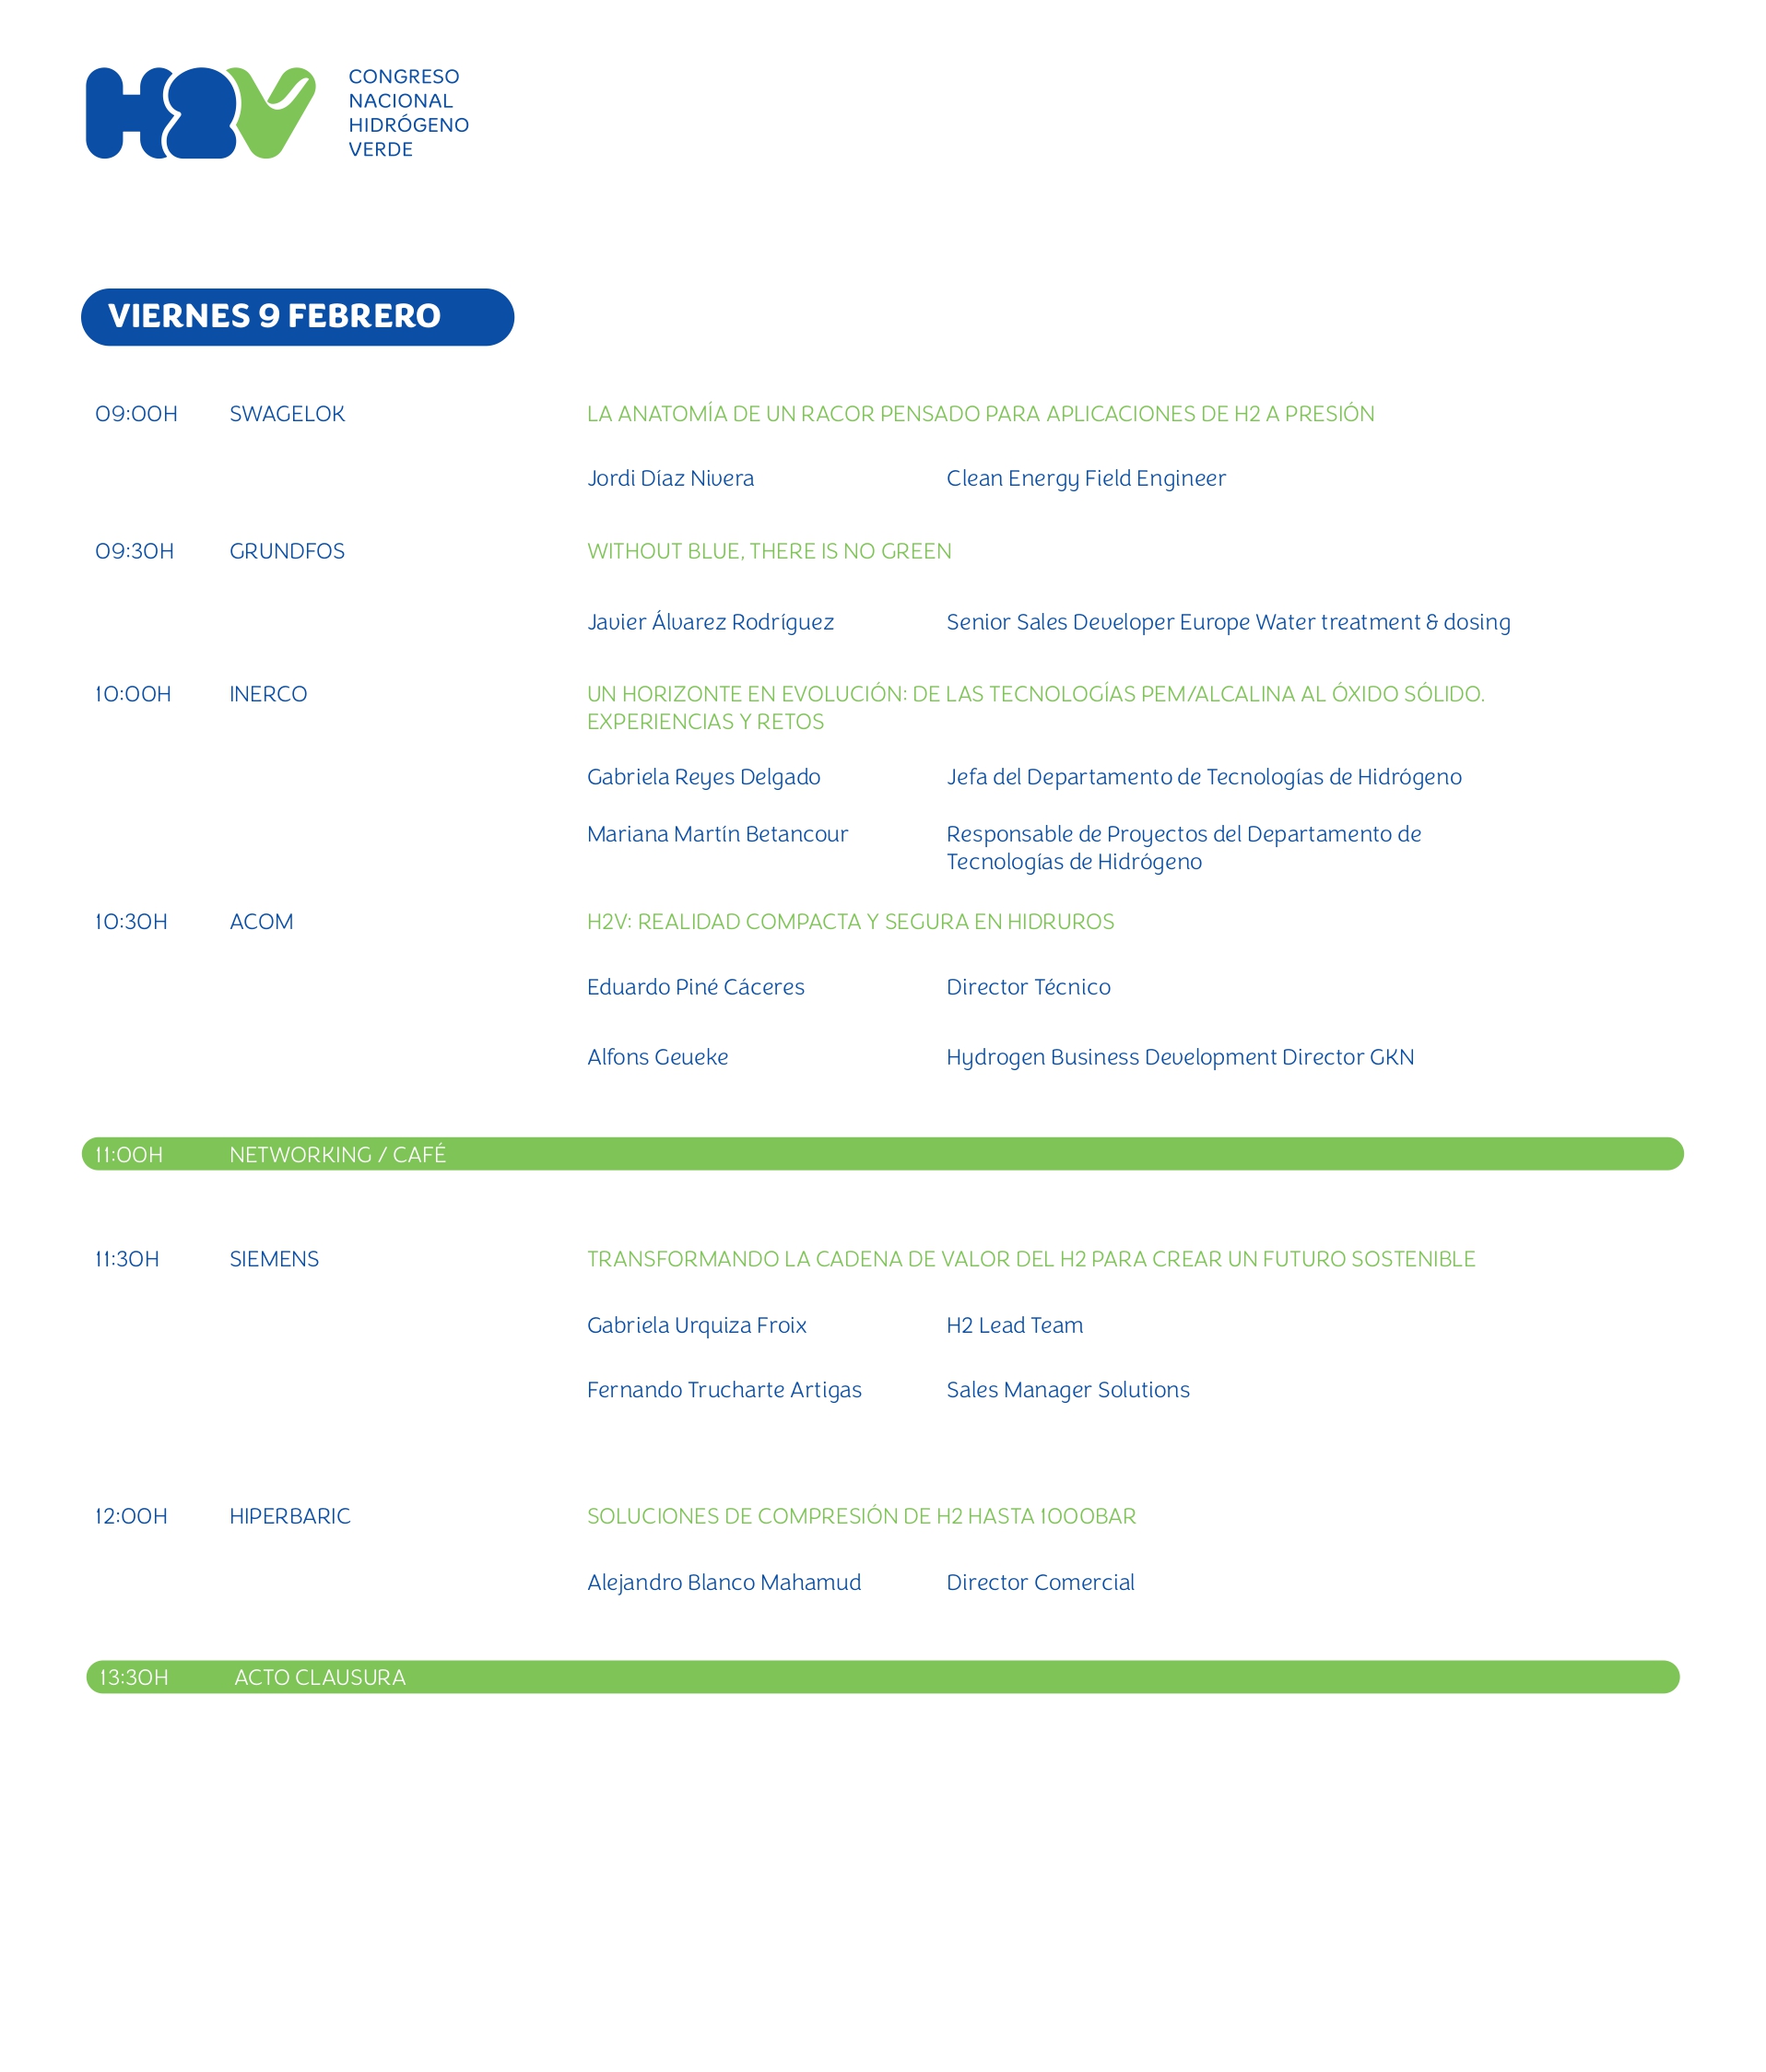 H2V
CONGRESO
NACIONAL
HIDRÓGENO
VERDE
VIERNES 9 FEBRERO
09:00H SWAGELOK LA ANATOMÍA DE UN RACOR PENSADO PARA APLICACIONES DE H2 A PRESIÓN
Jordi Díaz Nivera Clean Energy Field Engineer
09:30H GRUNDFOS WITHOUT BLUE, THERE IS NO GREEN
Javier Álvarez Rodríguez Senior Sales Developer Europe Water treatment & dosing
10:00H INERCO UN HORIZONTE EN EVOLUCIÓN: DE LAS TECNOLOGÍAS PEM/ALCALINA AL ÓXIDO SÓLIDO.
EXPERIENCIAS Y RETOS
Gabriela Reyes Delgado Jefa del Departamento de Tecnologías de Hidrógeno
Mariana Martín Betancour Responsable de Proyectos del Departamento de
Tecnologías de Hidrógeno
10:30H ACOM H2V: REALIDAD COMPACTA Y SEGURA EN HIDRUROS
Eduardo Piné Cáceres Director Técnico
Alfons Geueke Hydrogen Business Development Director GKN
11:00H NETWORKING / CAFÉ
11:30H SIEMENS TRANSFORMANDO LA CADENA DE VALOR DEL H2 PARA CREAR UN FUTURO SOSTENIBLE
Gabriela Urquiza Froix H2 Lead Team
Fernando Trucharte Artigas Sales Manager Solutions
12:00H HIPERBARIC SOLUCIONES DE COMPRESIÓN DE H2 HASTA 1000BAR
Alejandro Blanco Mahamud Director Comercial
13:30H ACTO CLAUSURA